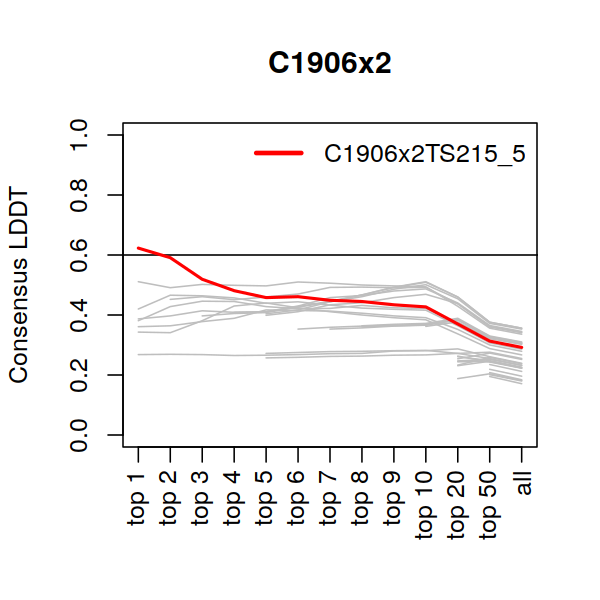 C1906x2
C1906x2TS215_5
Consensus LDDT
1.0
0.8
0.6
0.4
0.2
0.0
top 1
top 2
top 3
top 4
top 5
top 6
top 7
top 8
top 9
top 10
top 20
top 50
all